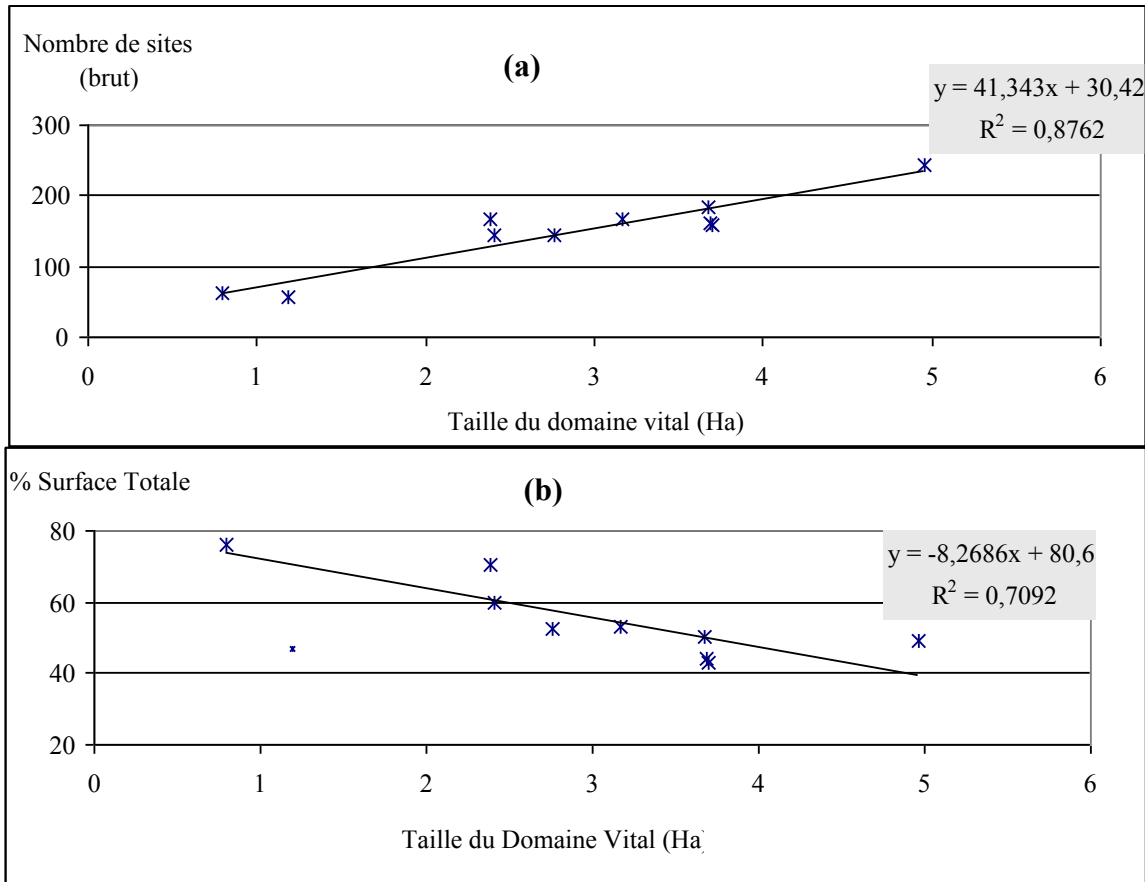 Nombre de sites
(brut)
(a)
y = 41,343x + 30,42
R² = 0,8762
300
200
100
0
0 1 2 3 4 5 6
Taille du domaine vital (Ha)
% Surface Totale
(b)
y = -8,2686x + 80,6
R² = 0,7092
80
60
40
20
0 1 2 3 4 5 6
Taille du Domaine Vital (Ha)